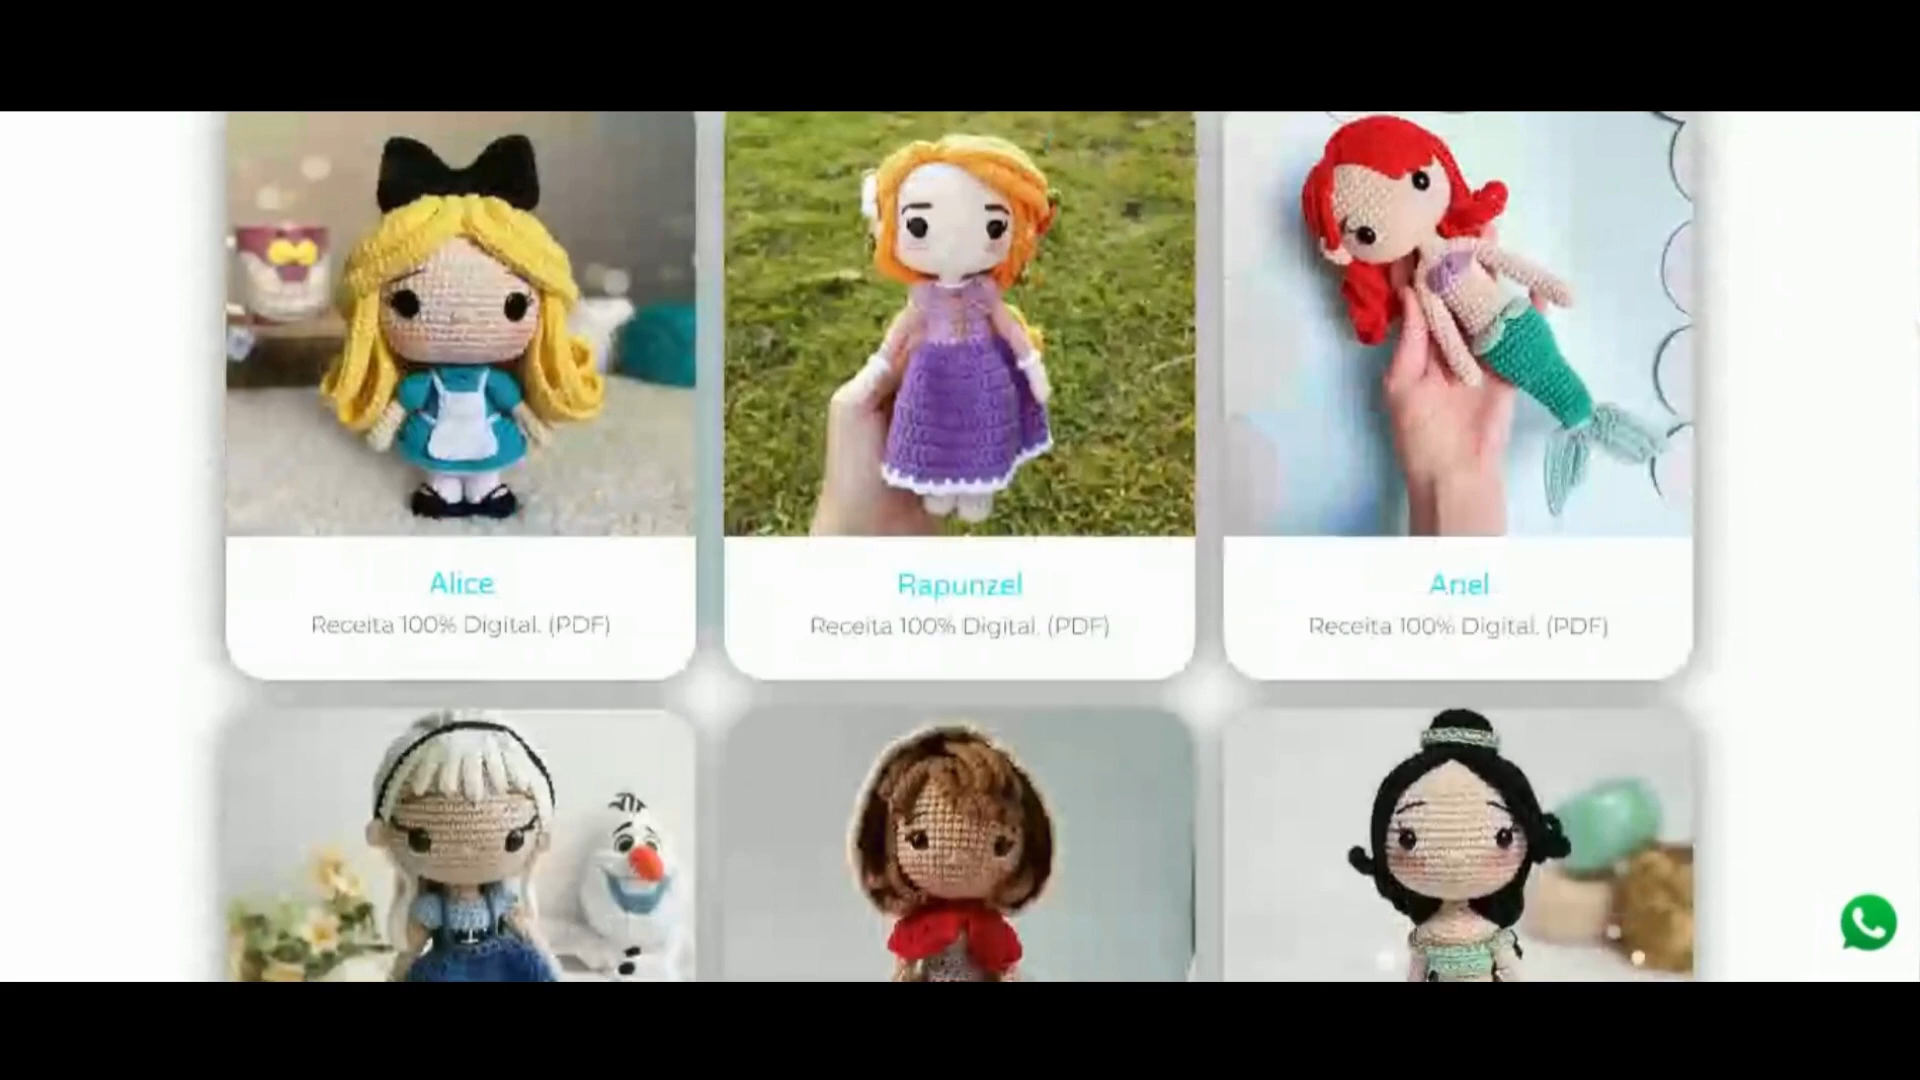 Alice
Rapunzel
Ariel
Receita 100% Digital. (PDF)
Receita 100% Digital. (PDF)
Receita 100% Digital. (PDF)